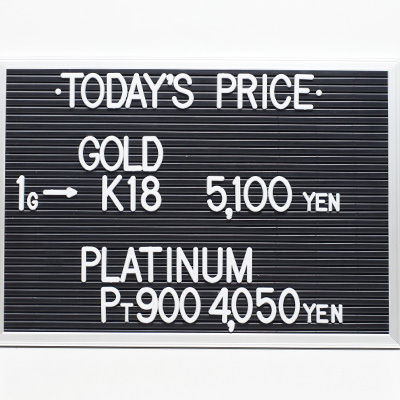 ·TODAY'S PRICE·
GOLD
1G→ K18 5,100 YEN
PLATINUM
PT900 4,050 YEN